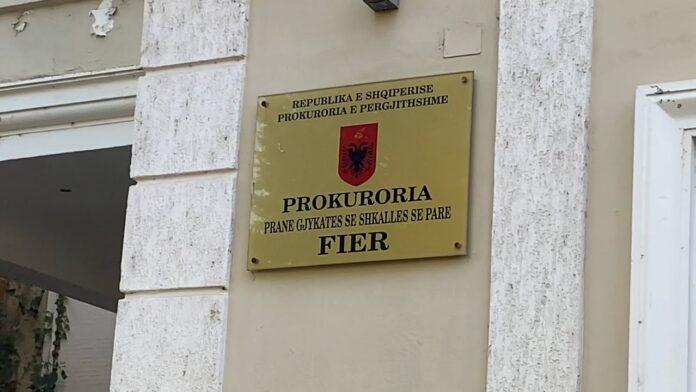 REPUBLIKA E SHQIPERISE
PROKURORIA E PERGJITHSHME
PROKURORIA
PRANE GJYKATES SE SHKALLES SE PARE
FIER